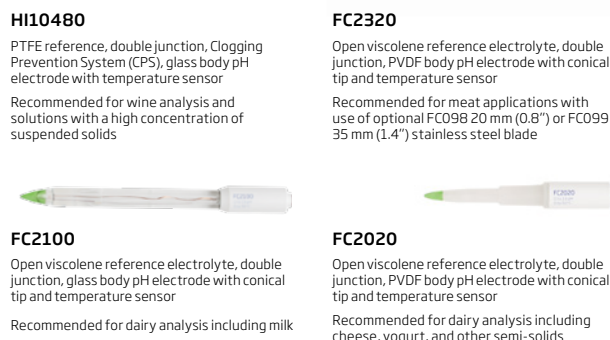 HI10480
PTFE reference, double junction, Clogging
Prevention System (CPS), glass body pH
electrode with temperature sensor
Recommended for wine analysis and
solutions with a high concentration of
suspended solids
FC2320
Open viscolene reference electrolyte, double
junction, PVDF body pH electrode with conical
tip and temperature sensor
Recommended for meat applications with
use of optional FC098 20 mm (0.8”) or FC099
35 mm (1.4”) stainless steel blade
FC2100
Open viscolene reference electrolyte, double
junction, glass body pH electrode with conical
tip and temperature sensor
Recommended for dairy analysis including milk
FC2020
FC2020
Open viscolene reference electrolyte, double
junction, PVDF body pH electrode with conical
tip and temperature sensor
Recommended for dairy analysis including
cheese, yogurt, and other semi-solids